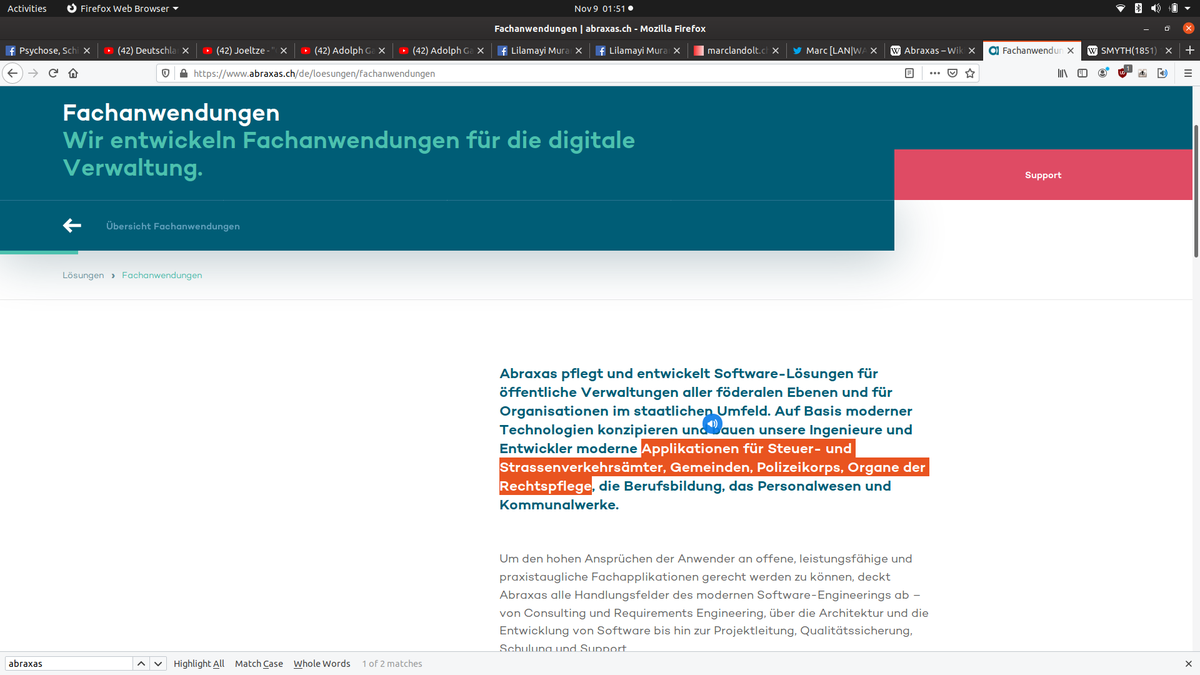 Activities
Firefox Web Browser
Nov 9 01:51
Fachanwendungen | abraxas.ch - Mozilla Firefox
Psychose, Sch
(42) Deutschla
(42) Joeltze - "
(42) Adolph Ga
(42) Adolph Ga
Lilamayi Mura
Lilamayi Mura
marclandolt.c
Marc [LAN|W
Abraxas – Wik
Fachanwendun
SMYTH(1851)
https://www.abraxas.ch/de/loesungen/fachanwendungen
1
Fachanwendungen
Wir entwickeln Fachanwendungen für die digitale
Verwaltung.
Support
Übersicht Fachanwendungen
Lösungen › Fachanwendungen
Abraxas pflegt und entwickelt Software-Lösungen für
öffentliche Verwaltungen aller föderalen Ebenen und für
Organisationen im staatlichen Umfeld. Auf Basis moderner
Technologien konzipieren und bauen unsere Ingenieure und
Entwickler moderne Applikationen für Steuer- und
Strassenverkehrsämter, Gemeinden, Polizeikorps, Organe der
Rechtspflege, die Berufsbildung, das Personalwesen und
Kommunalwerke.
Um den hohen Ansprüchen der Anwender an offene, leistungsfähige und
praxistaugliche Fachapplikationen gerecht werden zu können, deckt
Abraxas alle Handlungsfelder des modernen Software-Engineerings ab –
von Consulting und Requirements Engineering, über die Architektur und die
Entwicklung von Software bis hin zur Projektleitung, Qualitätssicherung,
Schulung und Support
abraxas
Highlight All
Match Case
Whole Words
1 of 2 matches